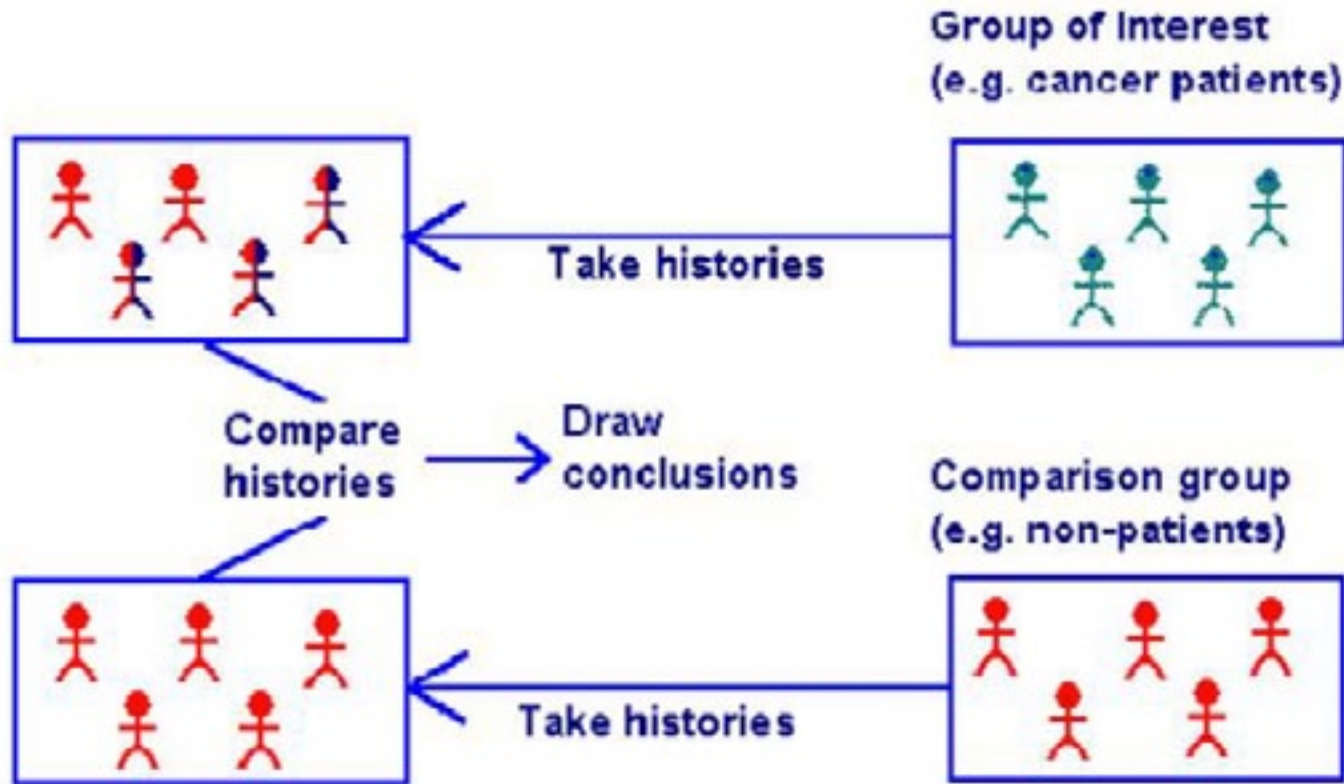 Group of Interest
(e.g. cancer patients)
Take histories
Compare
histories
Draw
conclusions
Comparison group
(e.g. non-patients)
Take histories